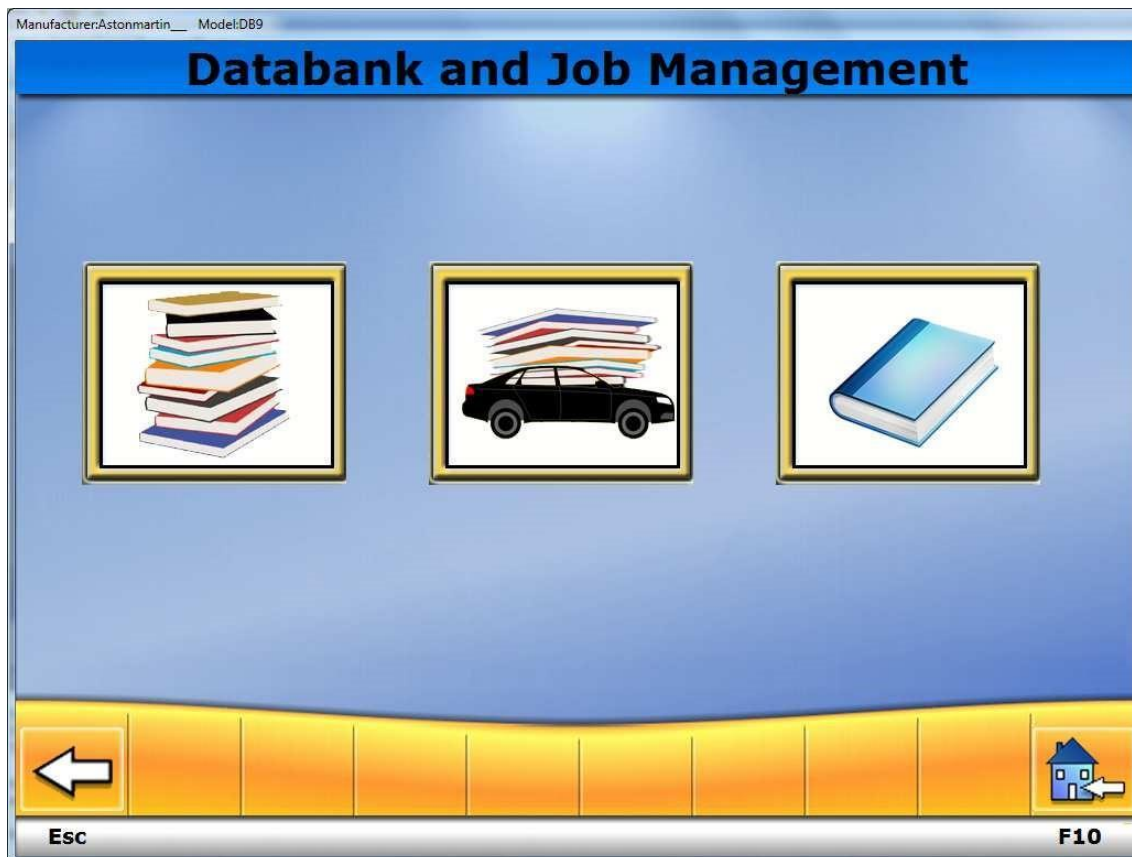 Manufacturer:Astonmartin__ Model:DB9
Databank and Job Management
Esc
F10